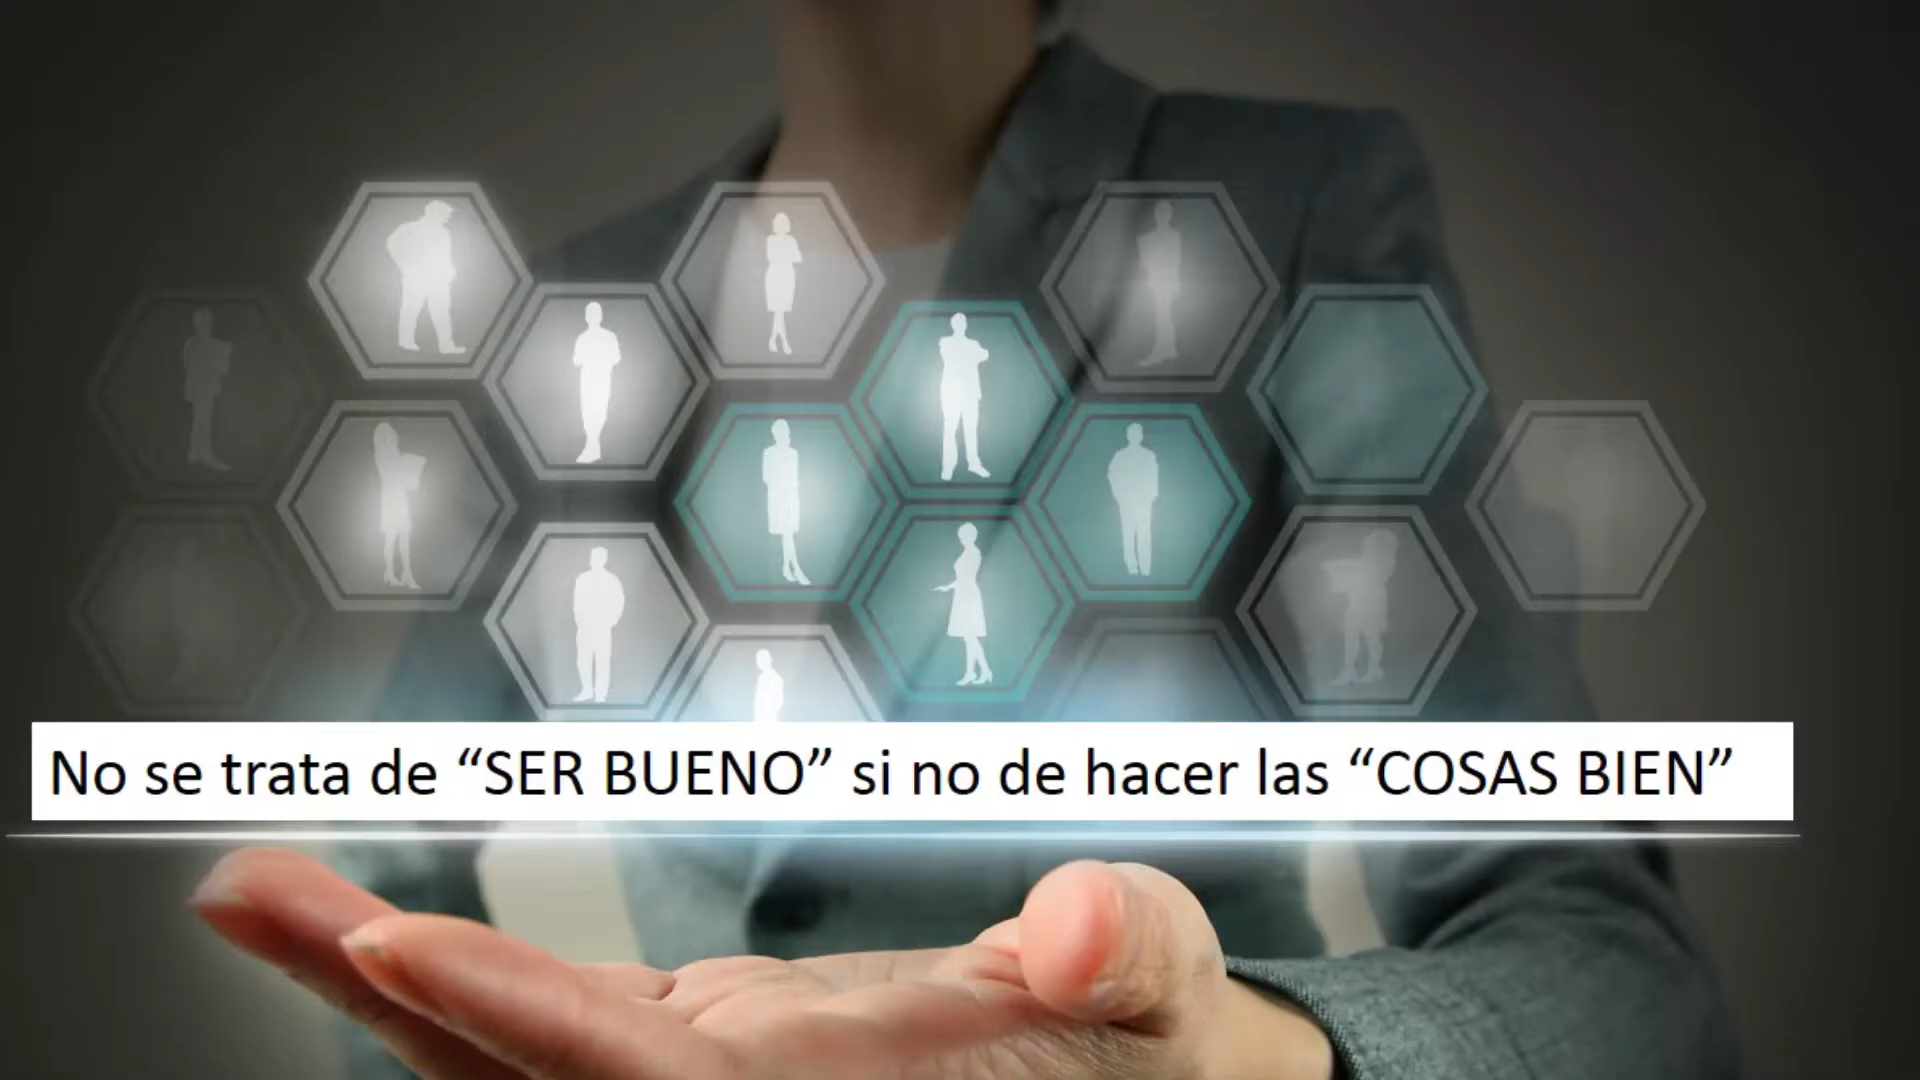 No se trata de “SER BUENO” si no de hacer las “COSAS BIEN”